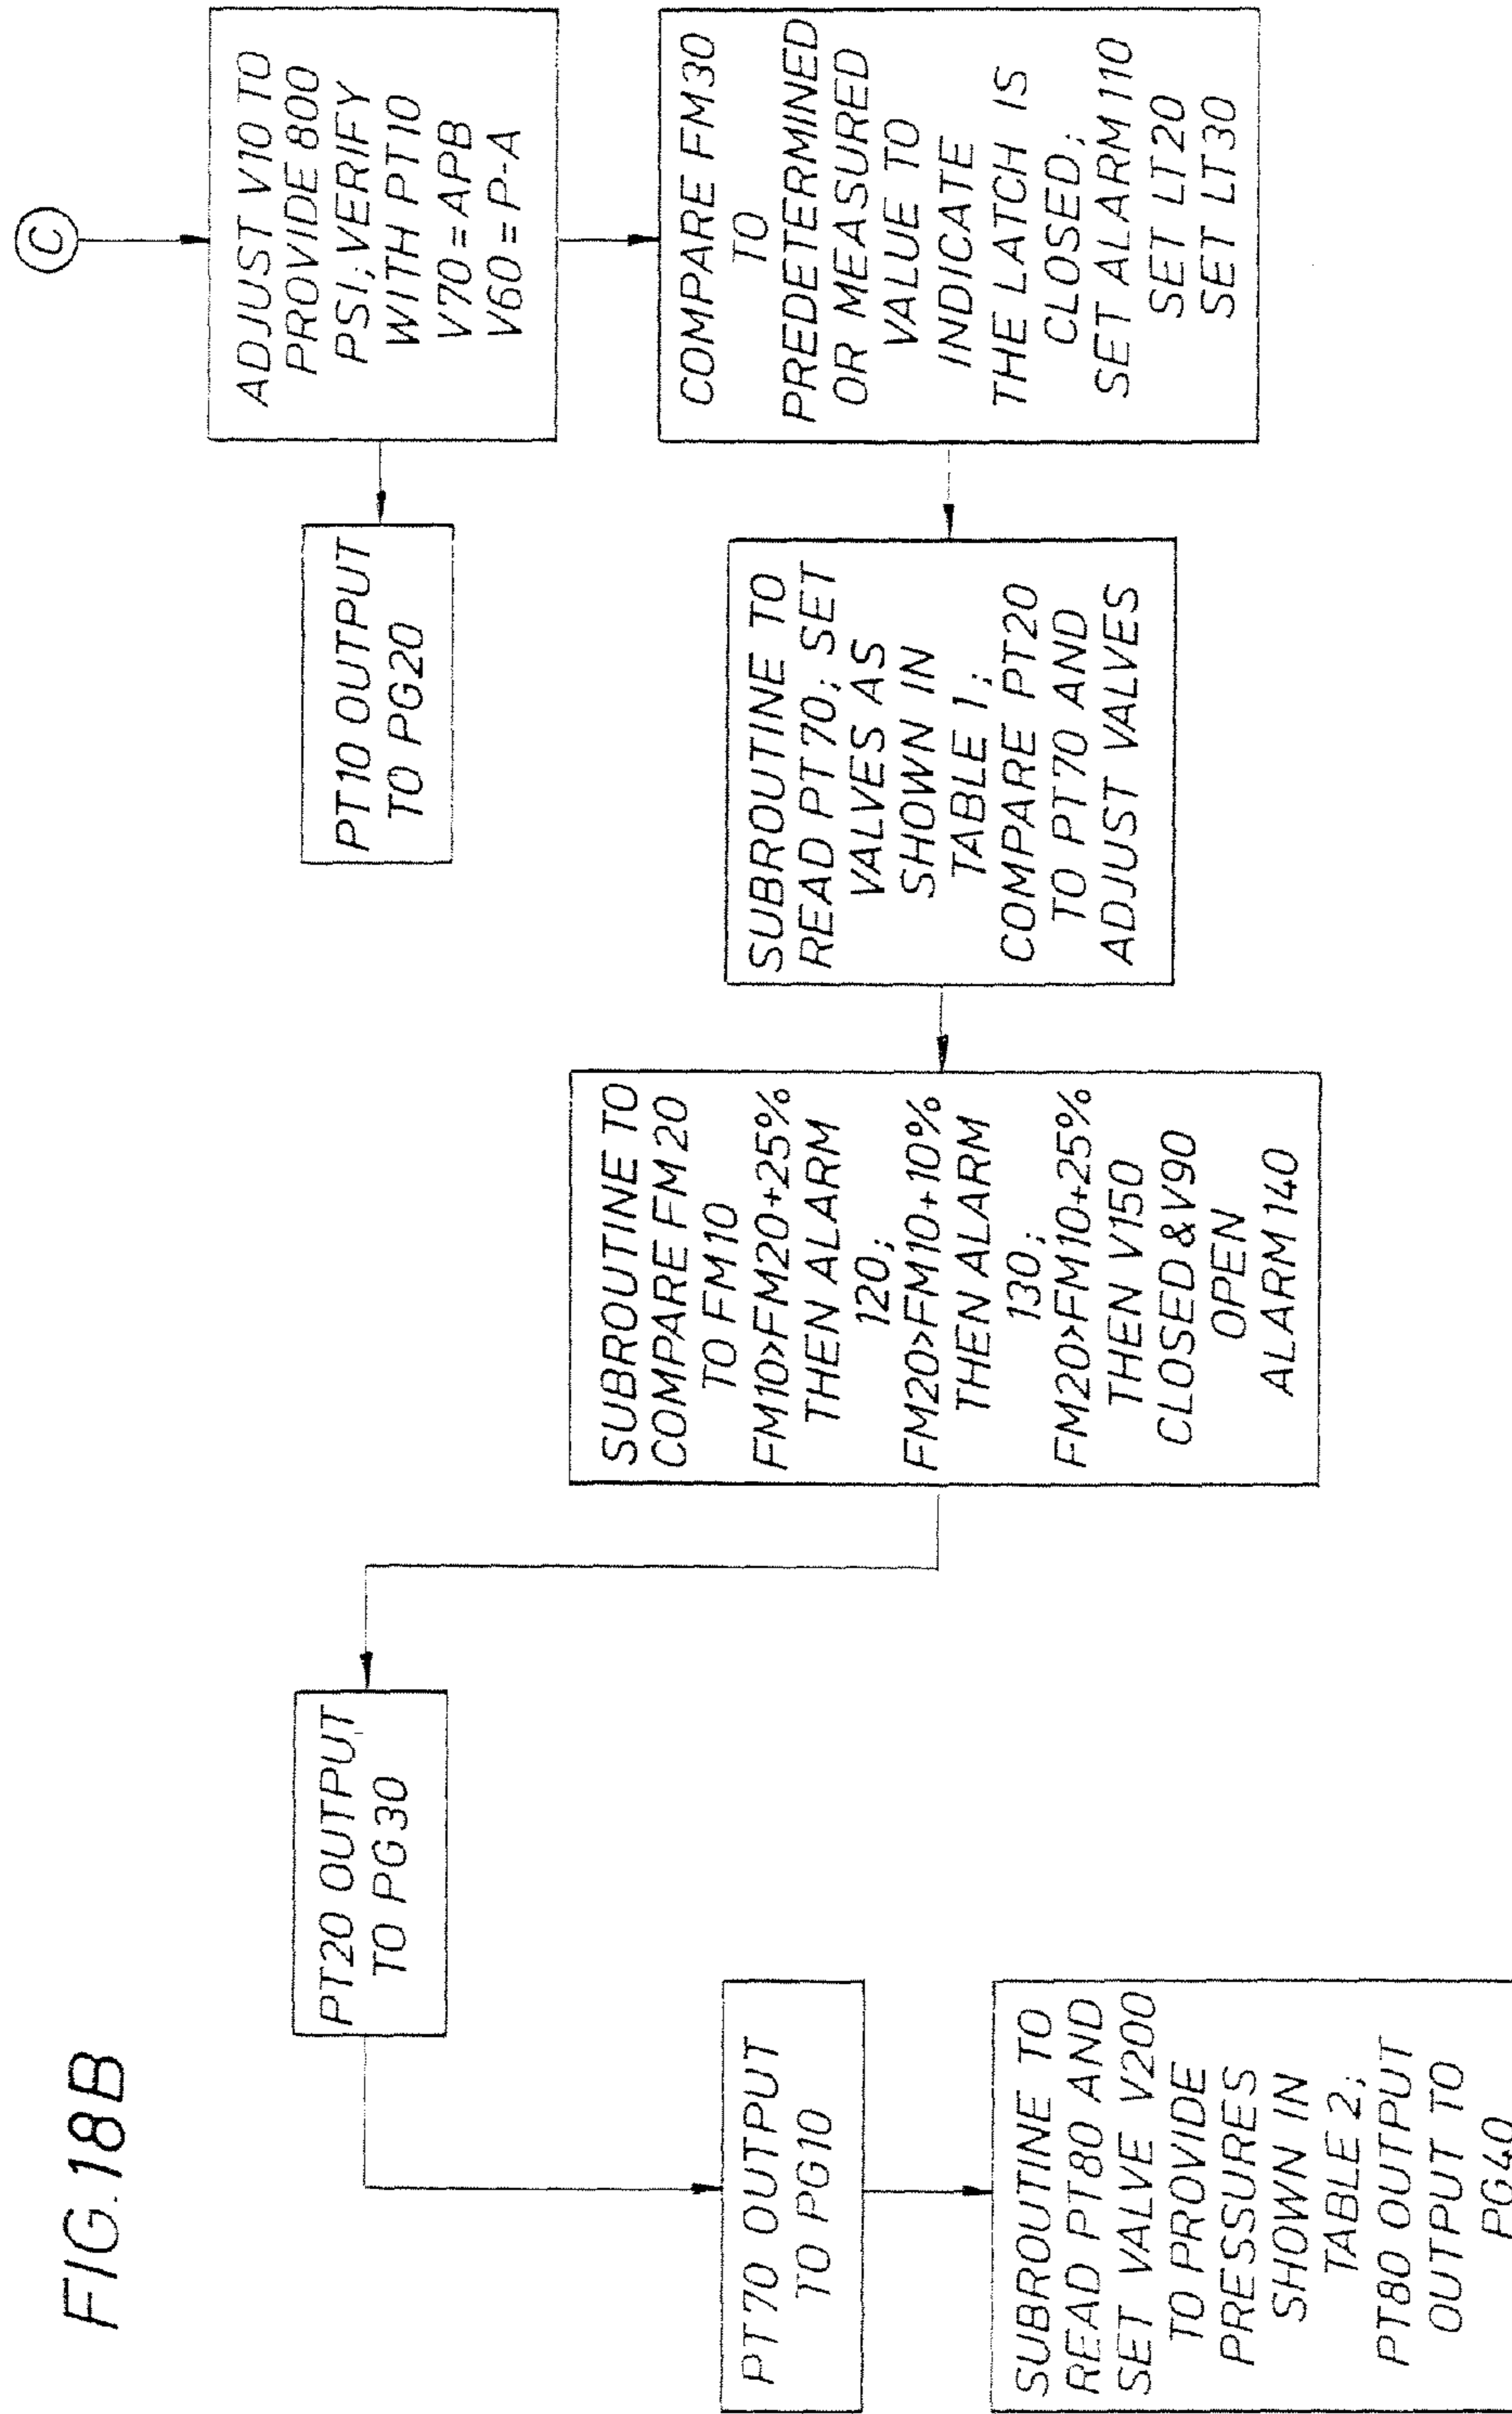 FIG. 18B
C
ADJUST V10 TO
PROVIDE 800
PSI; VERIFY
WITH PT10
V70 = APB
V60 = P-A
PT10 OUTPUT
TO PG20
COMPARE FM30
TO
PREDETERMINED
OR MEASURED
VALUE TO
INDICATE
THE LATCH IS
CLOSED;
SET ALARM 110
SET LT20
SET LT30
SUBROUTINE TO
READ PT70; SET
VALVES AS
SHOWN IN
TABLE 1;
COMPARE PT20
TO PT70 AND
ADJUST VALVES
SUBROUTINE TO
COMPARE FM20
TO FM10
FM10>FM20+25%
THEN ALARM
120;
FM20>FM10+10%
THEN ALARM
130;
FM20>FM10+25%
THEN V150
CLOSED & V90
OPEN
ALARM 140
PT20 OUTPUT
TO PG30
PT70 OUTPUT
TO PG10
SUBROUTINE TO
READ PT80 AND
SET VALVE V200
TO PROVIDE
PRESSURES
SHOWN IN
TABLE 2;
PT80 OUTPUT
OUTPUT TO
PG40